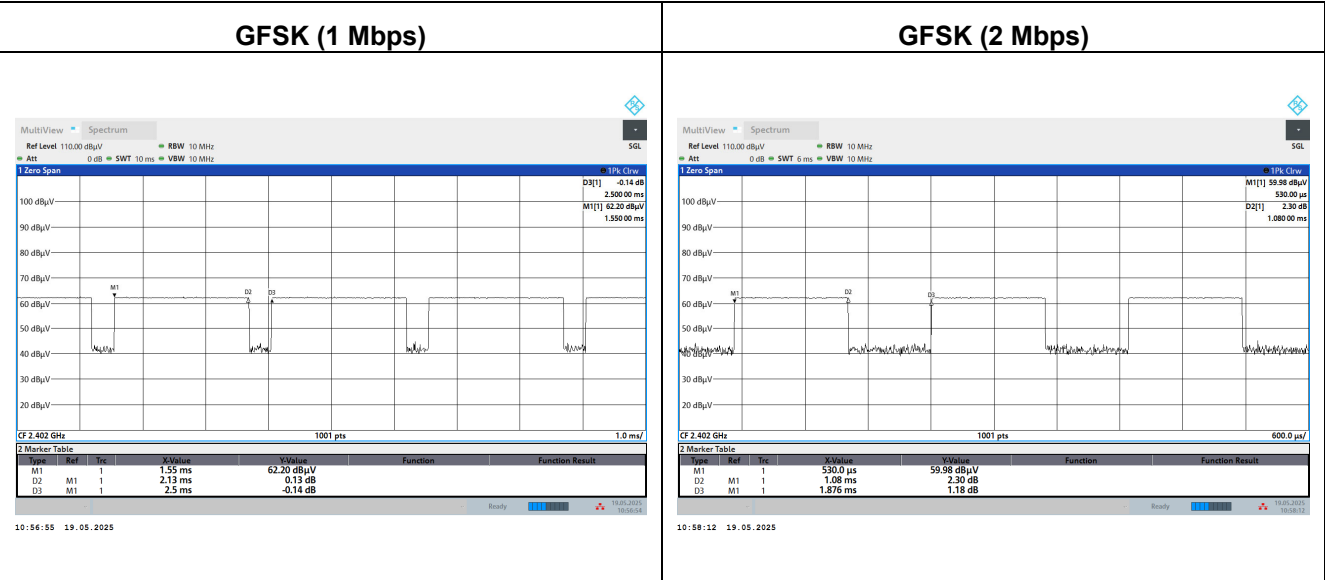 GFSK (1 Mbps)
GFSK (2 Mbps)
MultiView Spectrum
Ref Level 110.00 dBµV RBW 10 MHz SGL
Att 0 dB SWT 10 ms VBW 10 MHz
1 Zero Span 1Pk Clrw
D3[1] -0.14 dB
2.500 00 ms
M1[1] 62.20 dBµV
1.550 00 ms
100 dBµV
90 dBµV
80 dBµV
70 dBµV
M1 D2 D3
60 dBµV
50 dBµV
40 dBµV
30 dBµV
20 dBµV
CF 2.402 GHz 1001 pts 1.0 ms/
2 Marker Table
Type Ref Trc X-Value Y-Value Function Function Result
M1 1 1.55 ms 62.20 dBµV
D2 M1 1 2.13 ms 0.13 dB
D3 M1 1 2.5 ms -0.14 dB
Ready 19.05.2025
10:56:54
10:56:55 19.05.2025
MultiView Spectrum
Ref Level 110.00 dBµV RBW 10 MHz SGL
Att 0 dB SWT 6 ms VBW 10 MHz
1 Zero Span 1Pk Clrw
M1[1] 59.98 dBµV
530.00 µs
D2[1] 2.30 dB
1.080 00 ms
100 dBµV
90 dBµV
80 dBµV
70 dBµV
M1 D2 D3
60 dBµV
50 dBµV
40 dBµV
30 dBµV
20 dBµV
CF 2.402 GHz 1001 pts 600.0 µs/
2 Marker Table
Type Ref Trc X-Value Y-Value Function Function Result
M1 1 530.0 µs 59.98 dBµV
D2 M1 1 1.08 ms 2.30 dB
D3 M1 1 1.876 ms 1.18 dB
Ready 19.05.2025
10:58:12
10:58:12 19.05.2025